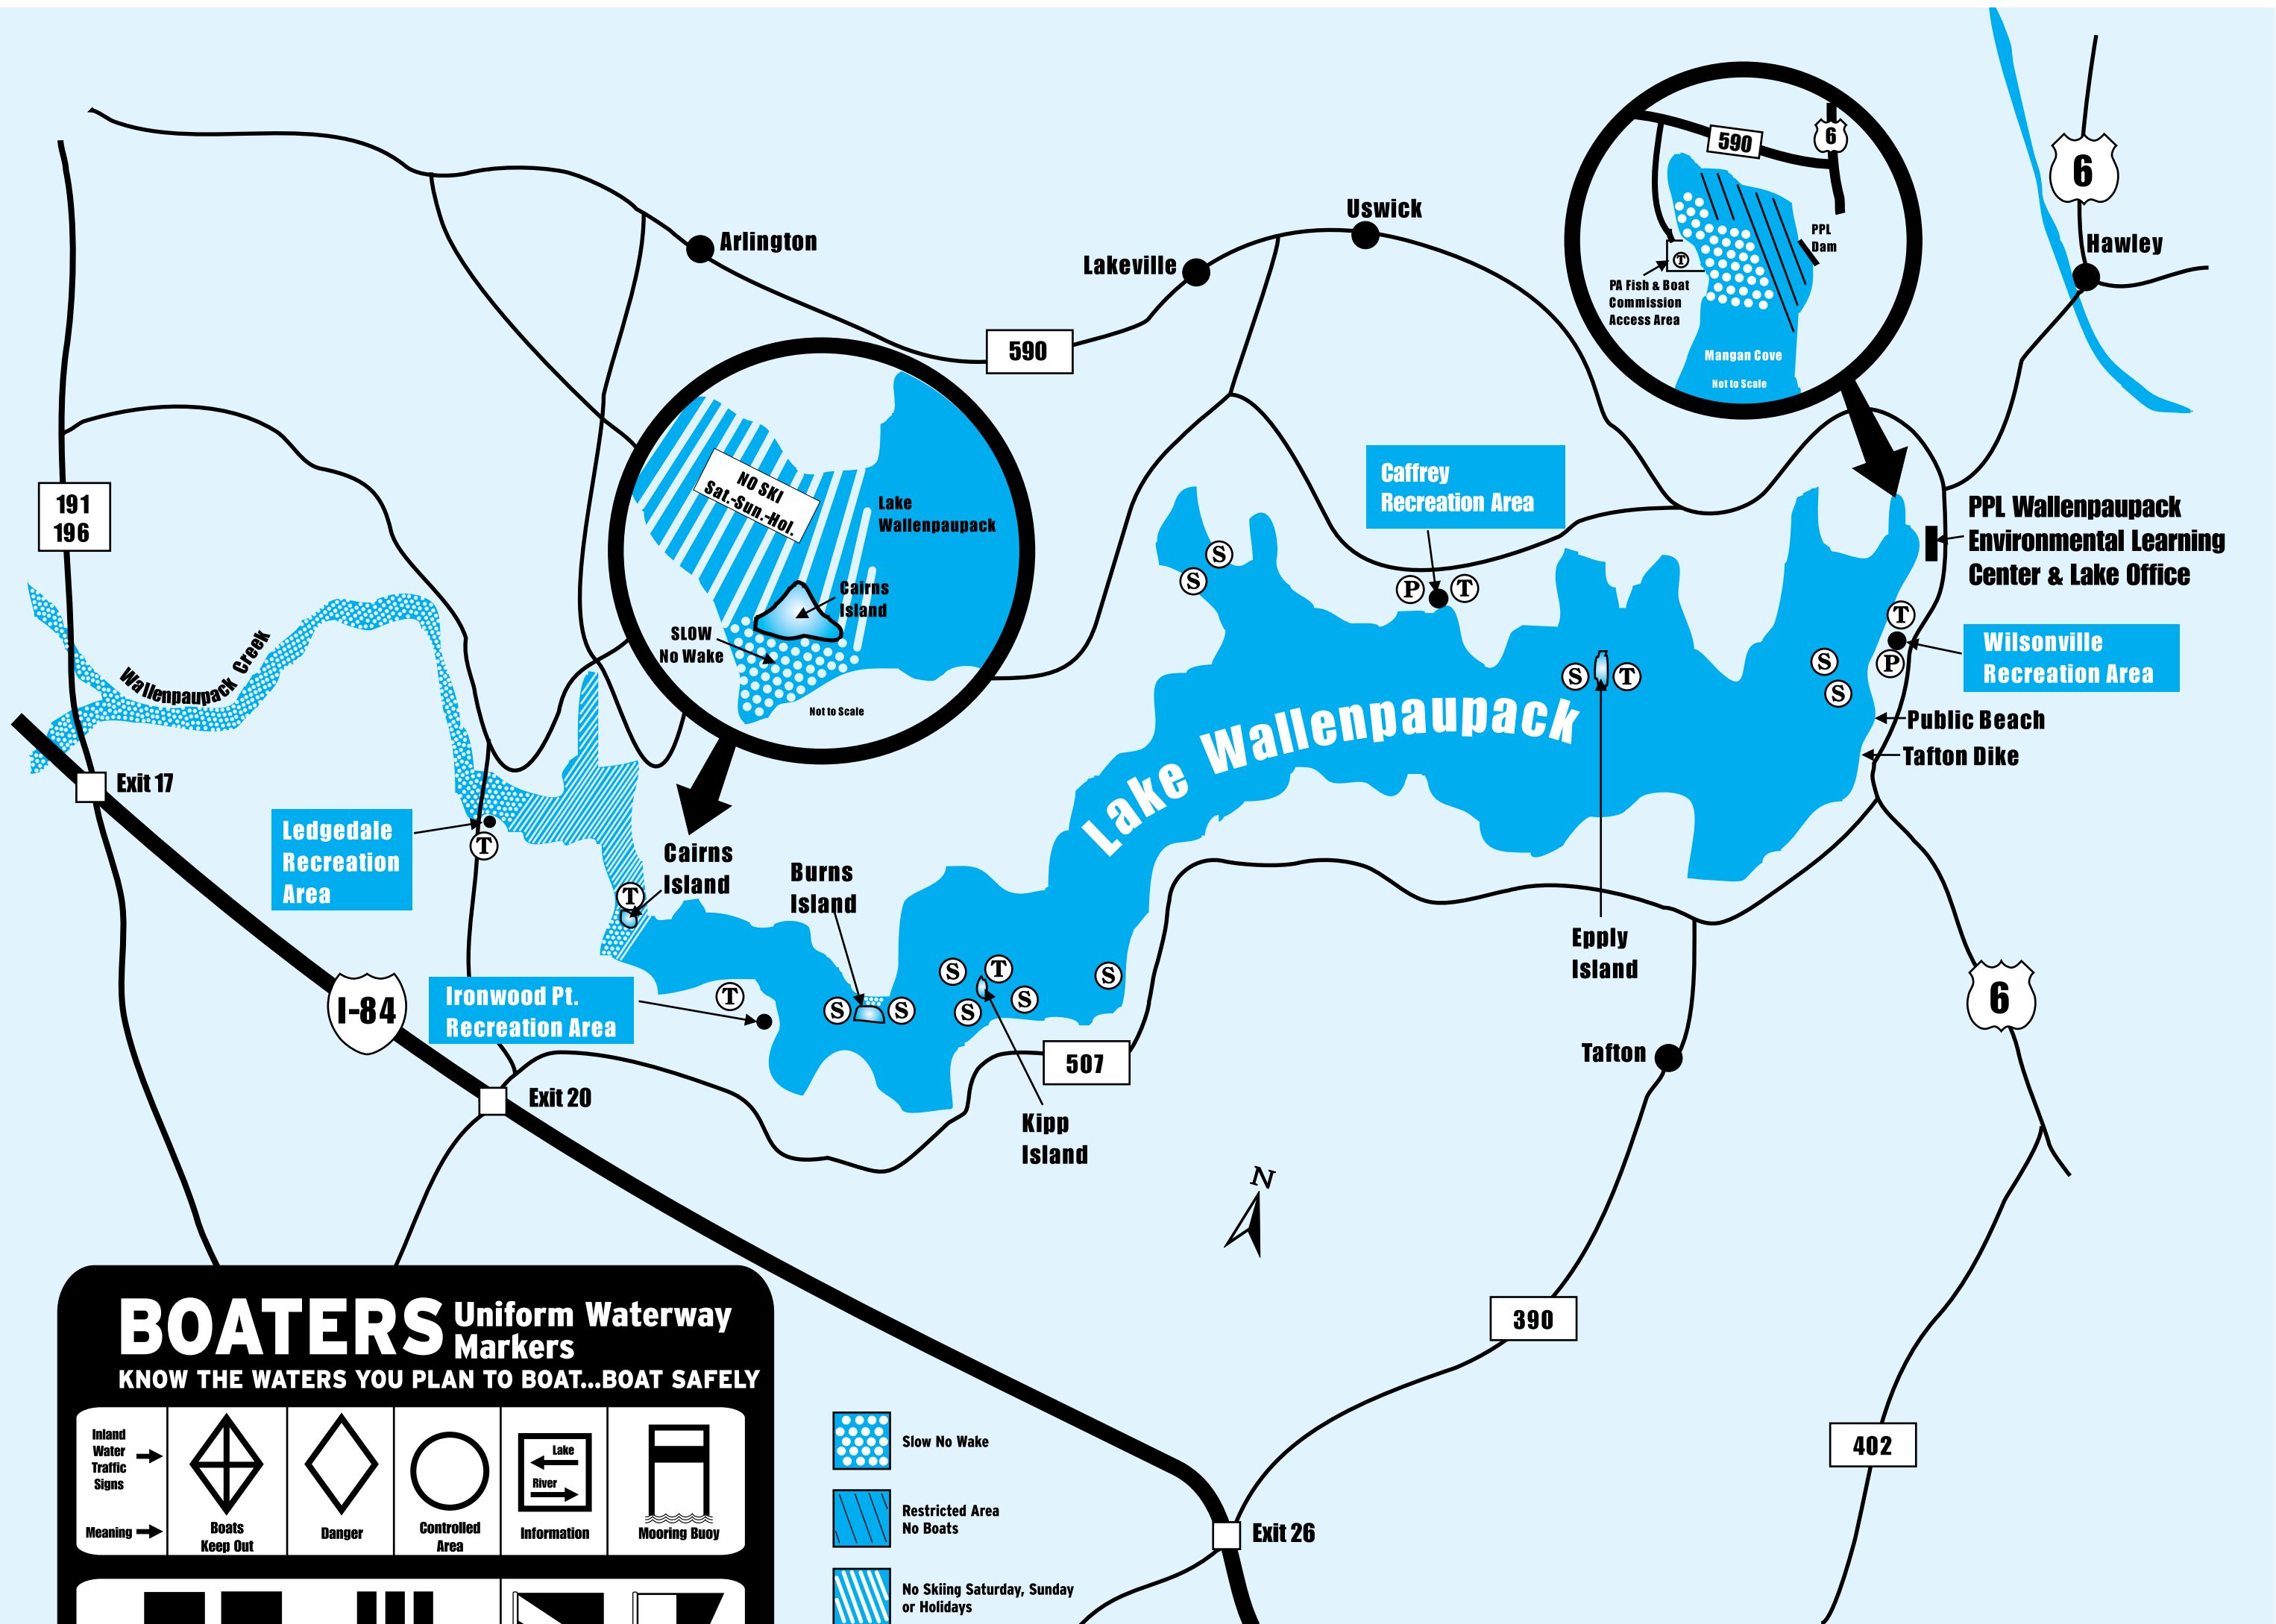 6
590
6
Uswick
Arlington
Lakeville
Hawley
PPL
Dam
T
PA Fish & Boat
Commission
Access Area
Mangan Cove
Not to Scale
590
191
196
NO SKI
Sat.-Sun.-Hol.
Lake
Wallenpaupack
Cairns
Island
SLOW
No Wake
Not to Scale
Caffrey
Recreation Area
P
T
S
S
PPL Wallenpaupack
Environmental Learning
Center & Lake Office
T
P
Wilsonville
Recreation Area
S
S
S
T
Public Beach
Tafton Dike
Wallenpaupack Creek
Lake Wallenpaupack
Exit 17
Ledgedale
Recreation
Area
T
Cairns
Island
T
Burns
Island
Epply
Island
I-84
Ironwood Pt.
Recreation Area
T
S
S
S
T
S
S
S
6
Tafton
507
Exit 20
Kipp
Island
N
390
402
Exit 26
BOATERS
Uniform Waterway
Markers
KNOW THE WATERS YOU PLAN TO BOAT...BOAT SAFELY
Inland
Water
Traffic
Signs
Meaning
Boats
Keep Out
Danger
Controlled
Area
Lake
River
Information
Mooring Buoy
Slow No Wake
Restricted Area
No Boats
No Skiing Saturday, Sunday
or Holidays